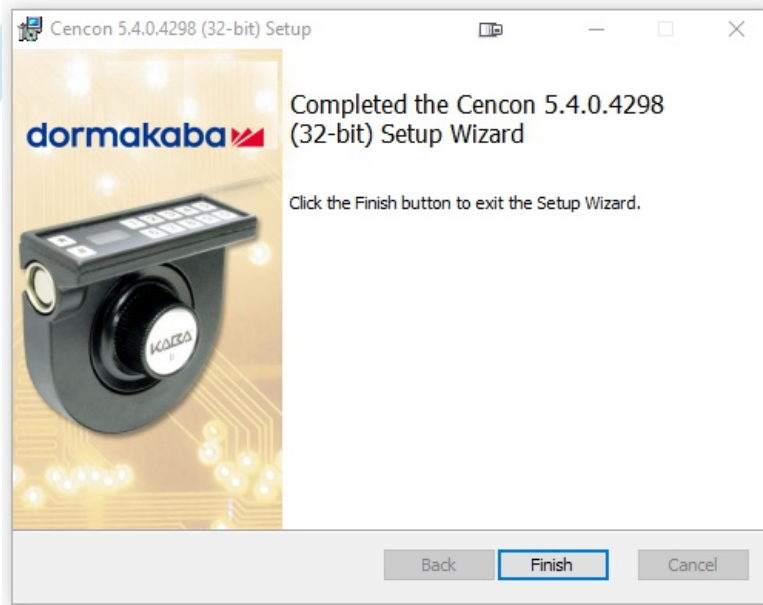 Cencon 5.4.0.4298 (32-bit) Setup
dormakaba
Completed the Cencon 5.4.0.4298
(32-bit) Setup Wizard
Click the Finish button to exit the Setup Wizard.
KABA
Back
Finish
Cancel